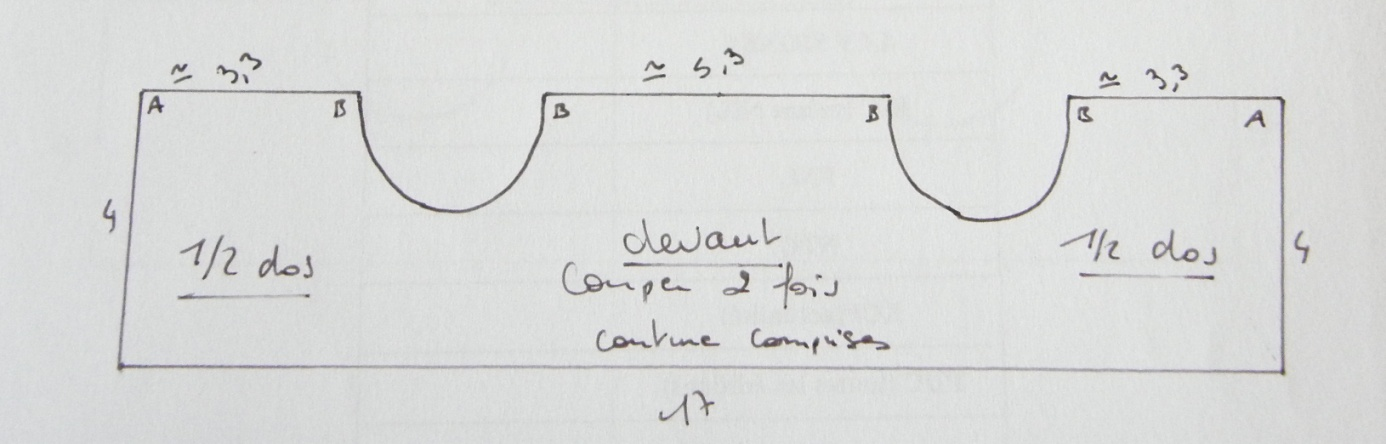 ≃ 3,3 ≃ 5,3 ≃ 3,3
A B B B B A
4 4
1/2 dos devant 1/2 dos
couper 2 fois
couture comprises
17